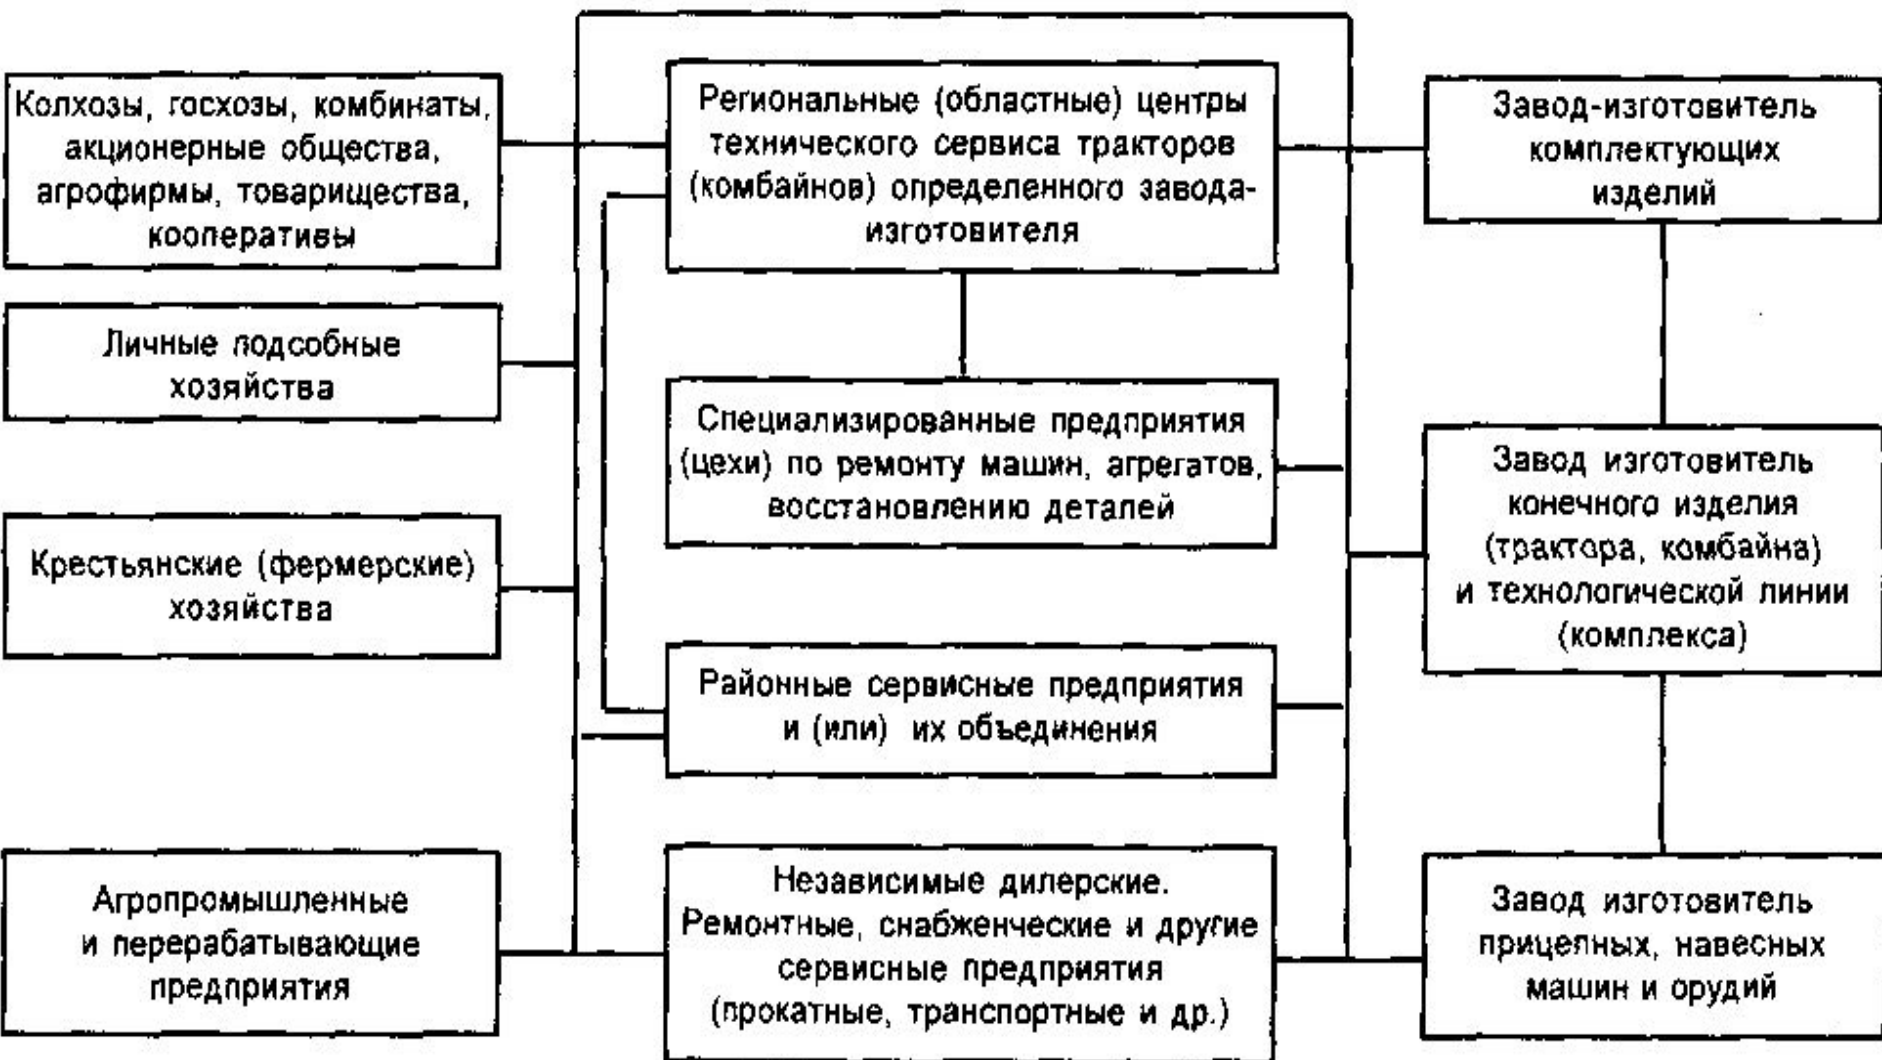 Колхозы, госхозы, комбинаты,
акционерные общества,
агрофирмы, товарищества,
кооперативы
Личные подсобные
хозяйства
Крестьянские (фермерские)
хозяйства
Агропромышленные
и перерабатывающие
предприятия
Региональные (областные) центры
технического сервиса тракторов
(комбайнов) определенного завода-
изготовителя
Специализированные предприятия
(цехи) по ремонту машин, агрегатов,
восстановлению деталей
Районные сервисные предприятия
и (или) их объединения
Независимые дилерские.
Ремонтные, снабженческие и другие
сервисные предприятия
(прокатные, транспортные и др.)
Завод-изготовитель
комплектующих
изделий
Завод изготовитель
конечного изделия
(трактора, комбайна)
и технологической линии
(комплекса)
Завод изготовитель
прицепных, навесных
машин и орудий